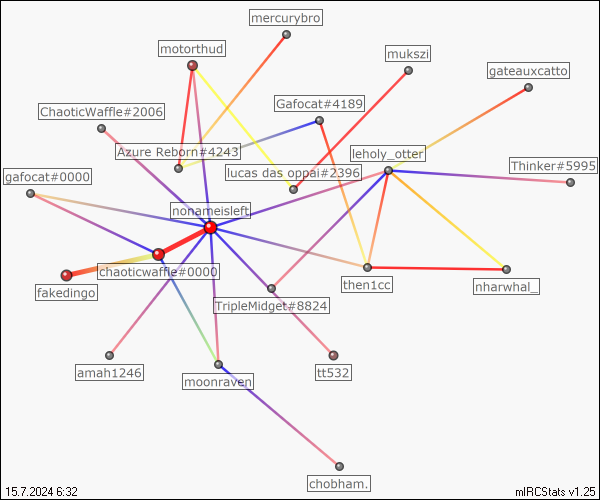 mercurybro
motorthud
mukszi
gateauxcatto
Gafocat#4189
ChaoticWaffle#2006
Azure Reborn#4243
leholy_otter
Thinker#5995
lucas das oppai#2396
gafocat#0000
nonameisleft
chaoticwaffle#0000
fakedingo
then1cc
nharwhal_
TripleMidget#8824
amah1246
tt532
moonraven
chobham.
15.7.2024 6:32
mIRCStats v1.25